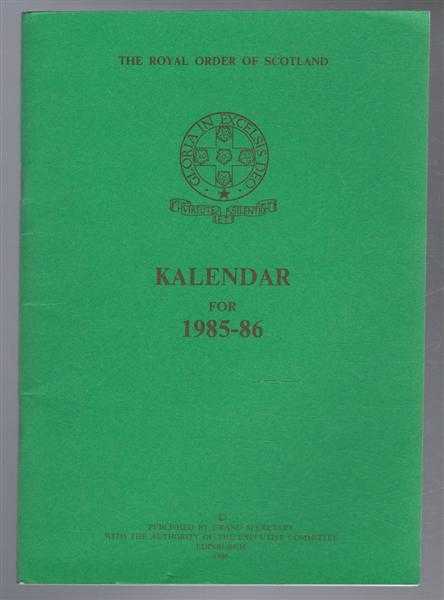 THE ROYAL ORDER OF SCOTLAND
GLORIA IN EXCELSIS DEO
VIRTUTE ET SILENTIO
KALENDAR
FOR
1985-86
©
PUBLISHED BY GRAND SECRETARY
WITH THE AUTHORITY OF THE EXECUTIVE COMMITTEE
EDINBURGH